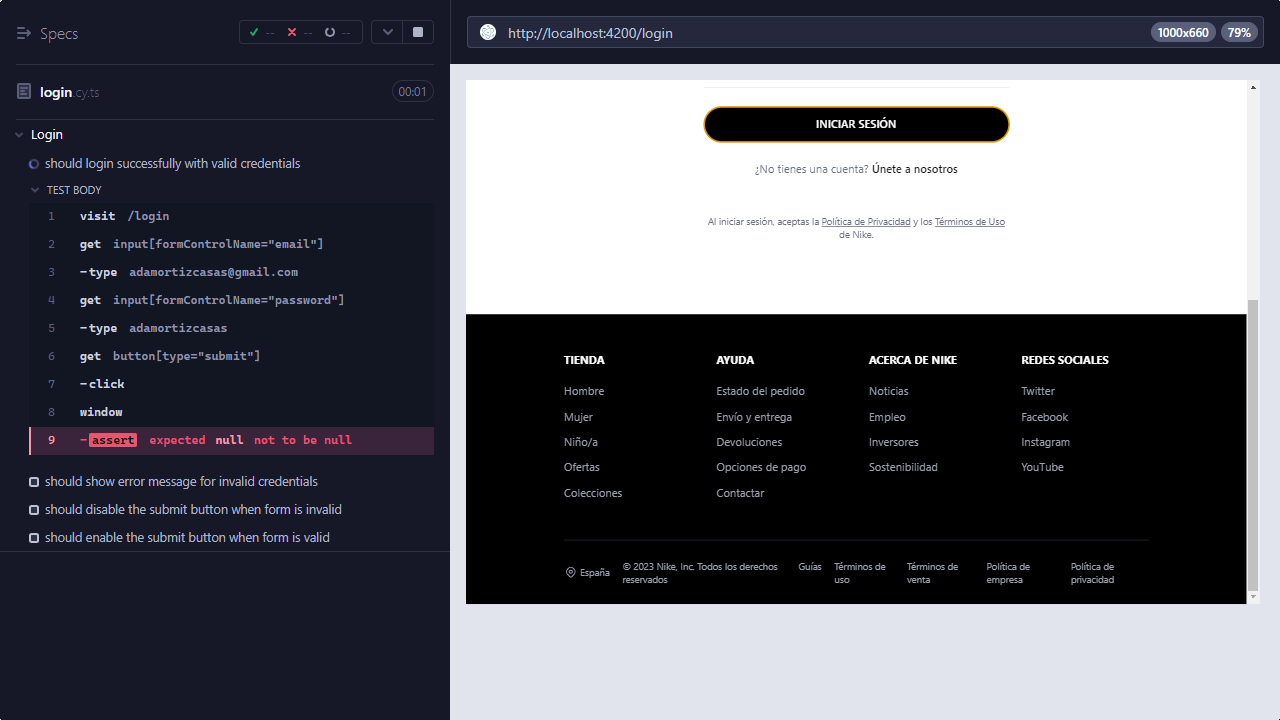 Specs
-- -- --
login.cy.ts
00:01
Login
should login successfully with valid credentials
TEST BODY
1 visit /login
2 get input[formControlName="email"]
3 -type adamortizcasas@gmail.com
4 get input[formControlName="password"]
5 -type adamortizcasas
6 get button[type="submit"]
7 -click
8 window
9 -assert expected null not to be null
should show error message for invalid credentials
should disable the submit button when form is invalid
should enable the submit button when form is valid
http://localhost:4200/login
1000x660
79%
INICIAR SESIÓN
¿No tienes una cuenta? Únete a nosotros
Al iniciar sesión, aceptas la Política de Privacidad y los Términos de Uso
de Nike.
TIENDA
Hombre
Mujer
Niño/a
Ofertas
Colecciones
AYUDA
Estado del pedido
Envío y entrega
Devoluciones
Opciones de pago
Contactar
ACERCA DE NIKE
Noticias
Empleo
Inversores
Sostenibilidad
REDES SOCIALES
Twitter
Facebook
Instagram
YouTube
España
© 2023 Nike, Inc. Todos los derechos
reservados
Guías
Términos de
uso
Términos de
venta
Política de
empresa
Política de
privacidad